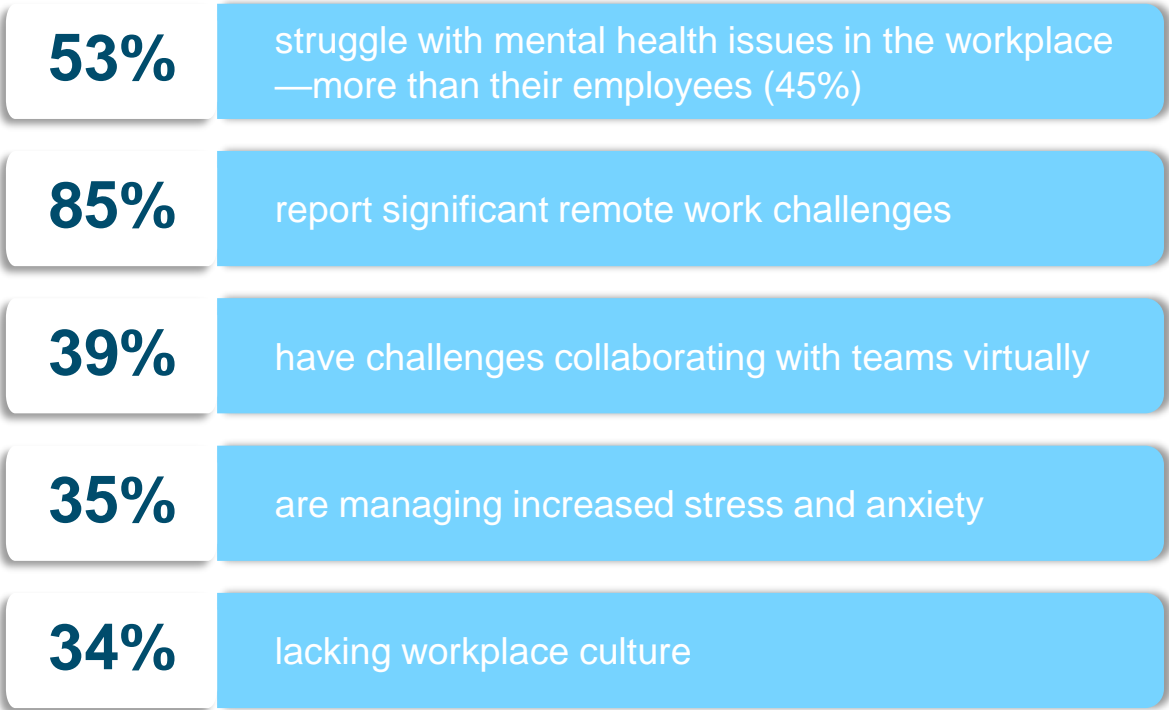 53%
struggle with mental health issues in the workplace
—more than their employees (45%)
85%
report significant remote work challenges
39%
have challenges collaborating with teams virtually
35%
are managing increased stress and anxiety
34%
lacking workplace culture